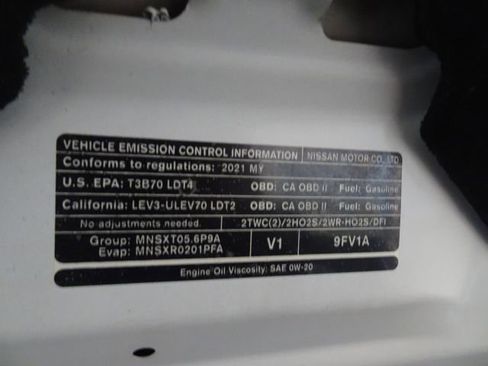 VEHICLE EMISSION CONTROL INFORMATION NISSAN MOTOR CO., LTD
Conforms to regulations: 2021 MY
U.S. EPA: T3B70 LDT4 OBD: CA OBD II Fuel: Gasoline
California: LEV3-ULEV70 LDT2 OBD: CA OBD II Fuel: Gasoline
No adjustments needed. 2TWC(2)/2HO2S/2WR-HO2S/DFI
Group: MNSXT05.6P9A V1 9FV1A
Evap: MNSXR0201PFA
Engine Oil Viscosity: SAE 0W-20